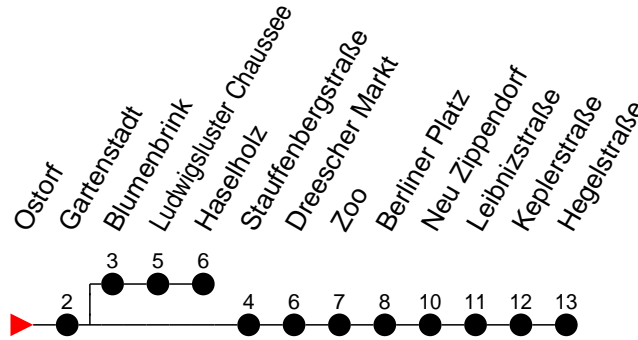 Ostorf
Gartenstadt
Blumenbrink
Ludwigsluster Chaussee
Haselholz
Stauffenbergstraße
Dreescher Markt
Zoo
Berliner Platz
Neu Zippendorf
Leibnizstraße
Keplerstraße
Hegelstraße
3 5 6
2 4 6 7 8 10 11 12 13